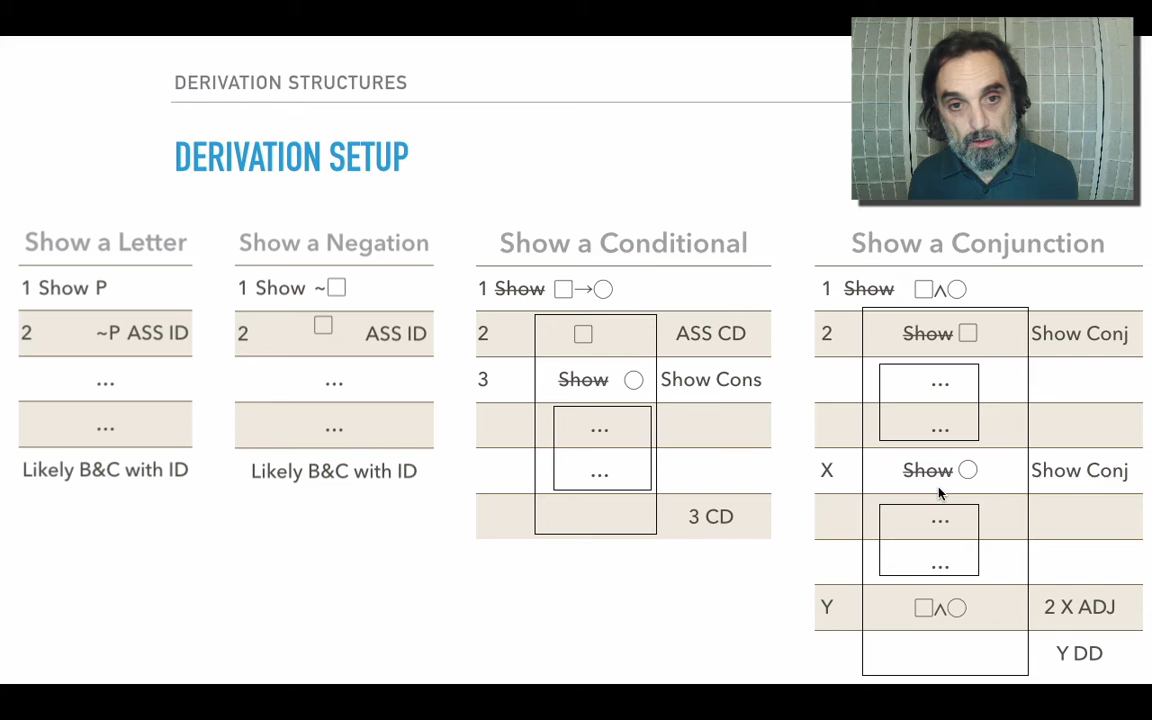 DERIVATION STRUCTURES
DERIVATION SETUP
Show a Letter
1 Show P
2 ~P ASS ID
...
...
Likely B&C with ID
Show a Negation
1 Show ~□
2 □ ASS ID
...
...
Likely B&C with ID
Show a Conditional
1 Show □→○
2 □ ASS CD
3 Show ○ Show Cons
...
...
3 CD
Show a Conjunction
1 Show □∧○
2 Show □ Show Conj
...
...
X Show ○ Show Conj
...
...
Y □∧○ 2 X ADJ
Y DD